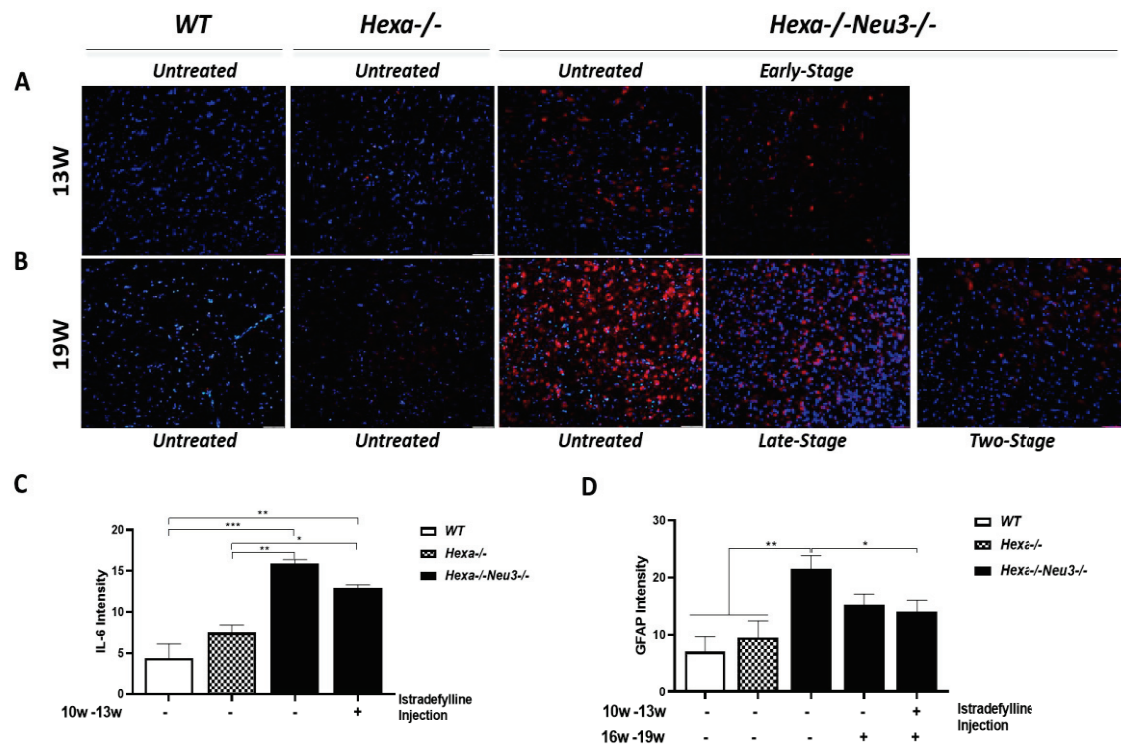 WT Hexa-/- Hexa-/-Neu3-/-
Untreated Untreated Untreated Early-Stage
A
13W
B
19W
Untreated Untreated Untreated Late-Stage Two-Stage
C
IL-6 Intensity
20
15
10
5
0
** 
***
*
**
WT
Hexa-/-
Hexa-/-Neu3-/-
10w -13w - - - +
Istradefylline
Injection
D
GFAP Intensity
30
20
10
0
** *
WT
Hexa-/-
Hexa-/-Neu3-/-
10w -13w - - - - +
16w -19w - - - + +
Istradefylline
Injection